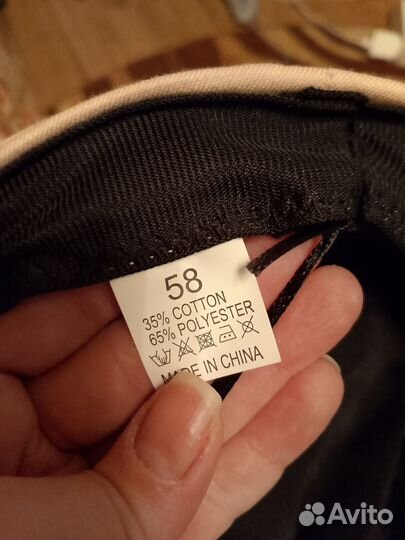 58
35% COTTON
65% POLYESTER
MADE IN CHINA
Avito